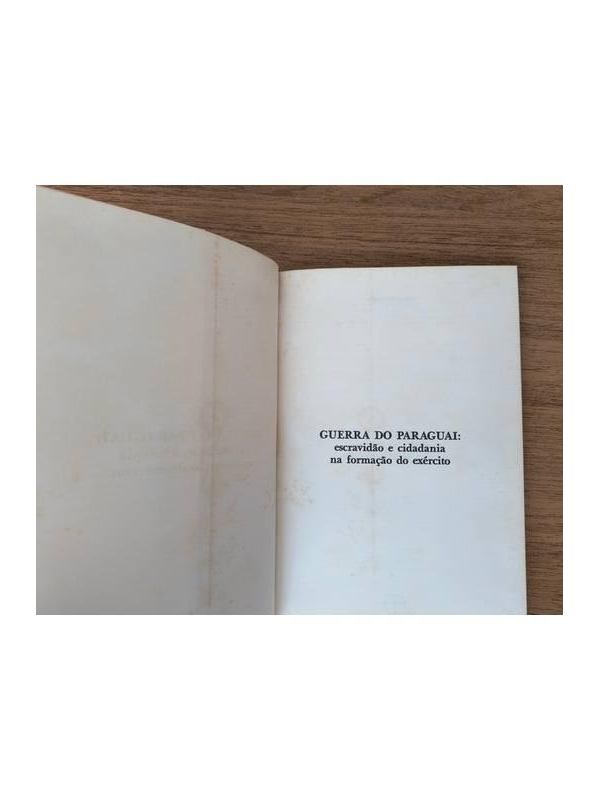 GUERRA DO PARAGUAI:
escravidão e cidadania
na formação do exército